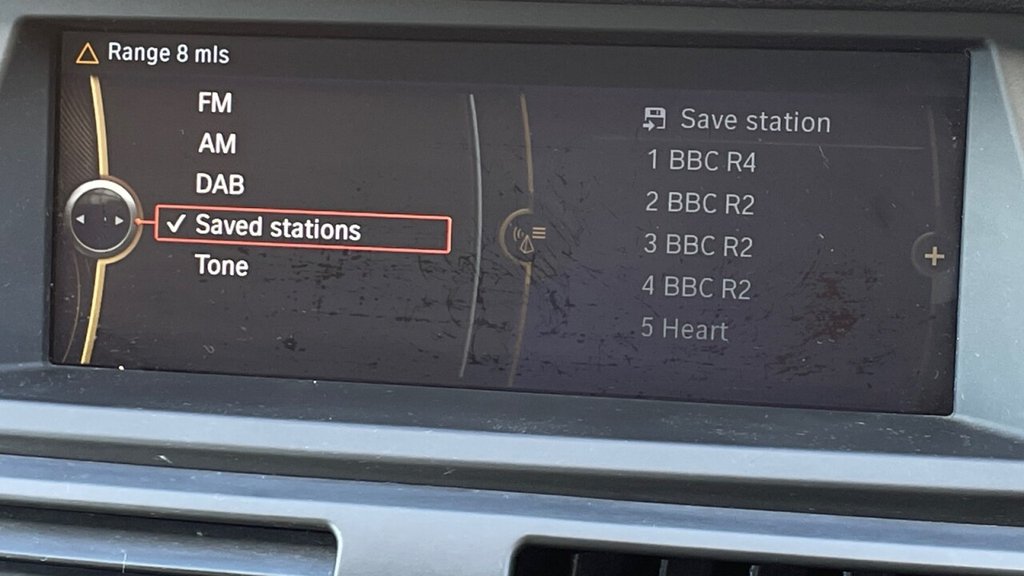 Range 8 mls
FM
AM
DAB
✓ Saved stations
Tone
Save station
1 BBC R4
2 BBC R2
3 BBC R2
4 BBC R2
5 Heart
+